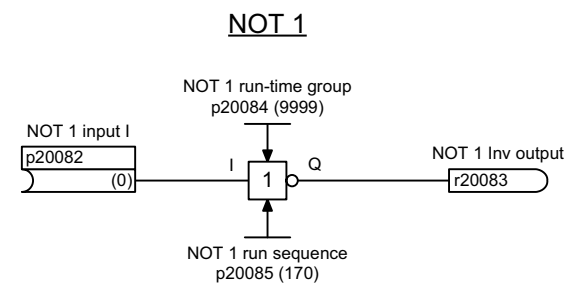 NOT 1
NOT 1 run-time group
p20084 (9999)
NOT 1 input I
p20082
(0)
I
1
Q
NOT 1 Inv output
r20083
NOT 1 run sequence
p20085 (170)